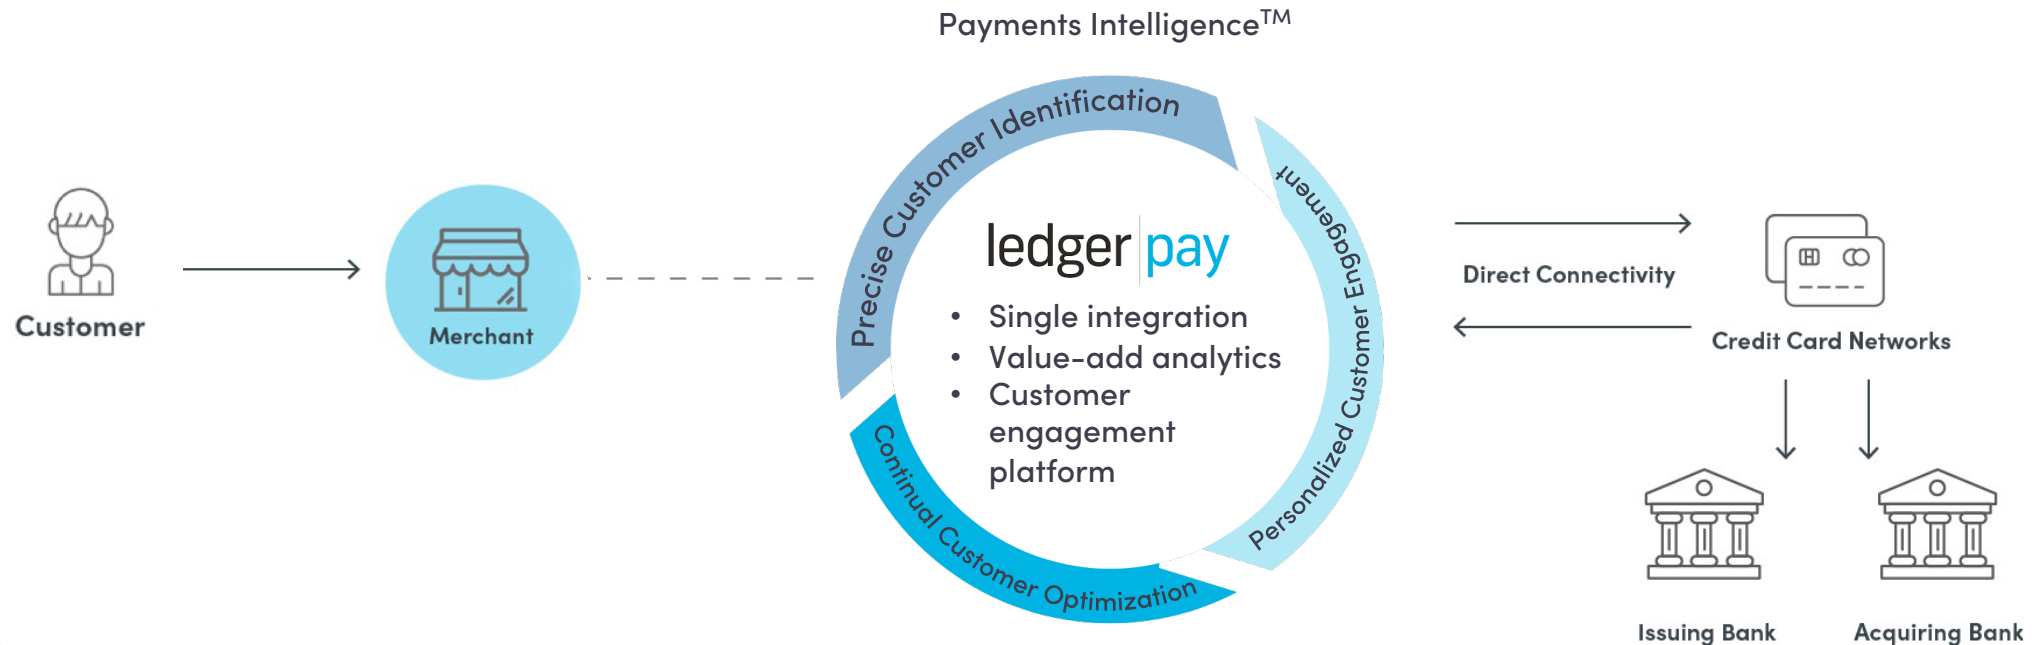 Payments Intelligence™
Customer
Merchant
Precise Customer Identification
Personalized Customer Engagement
Continual Customer Optimization
ledger|pay
• Single integration
• Value-add analytics
• Customer
engagement
platform
Direct Connectivity
Credit Card Networks
Issuing Bank
Acquiring Bank